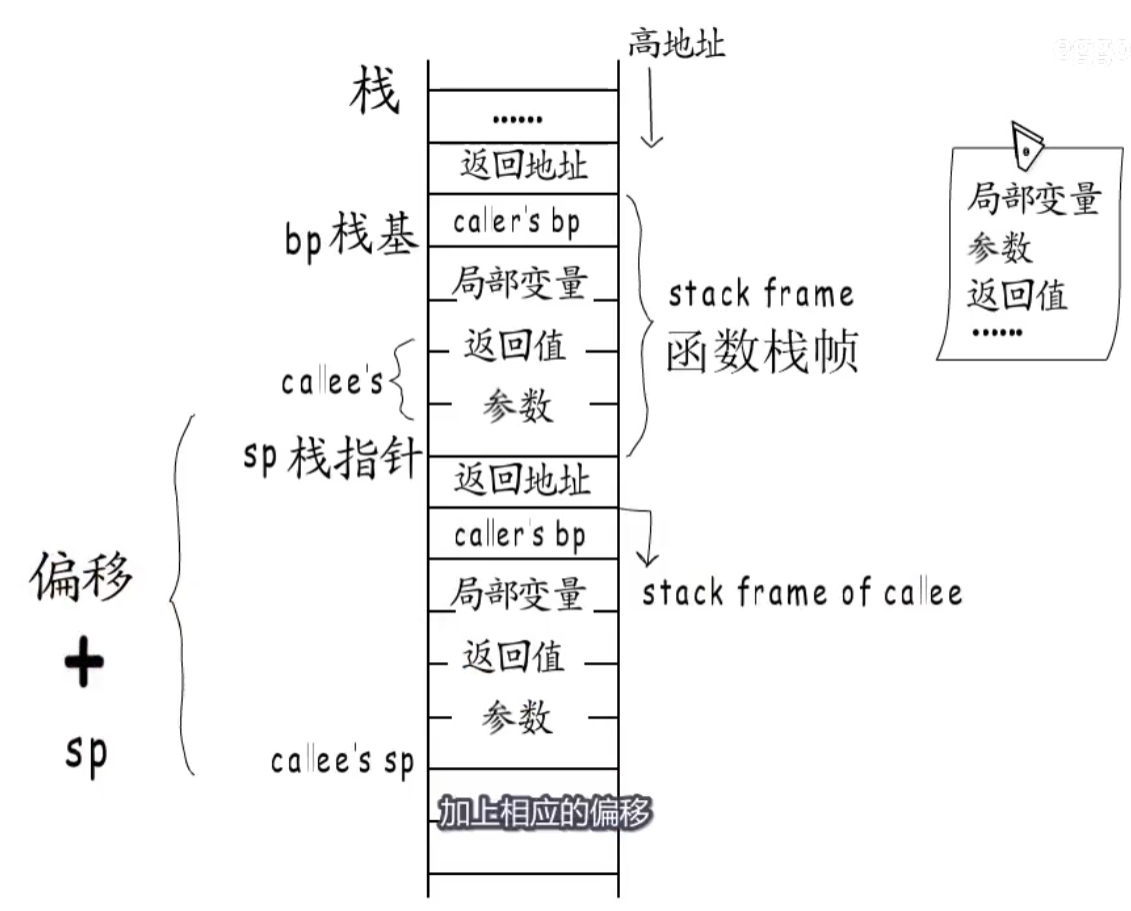 eggo
高地址
栈
......
返回地址
caller's bp
bp 栈基
局部变量
返回值
callee's
参数
sp 栈指针
stack frame
函数栈帧
局部变量
参数
返回值
......
返回地址
caller's bp
局部变量
返回值
参数
stack frame of callee
偏移
+
sp
callee's sp
加上相应的偏移